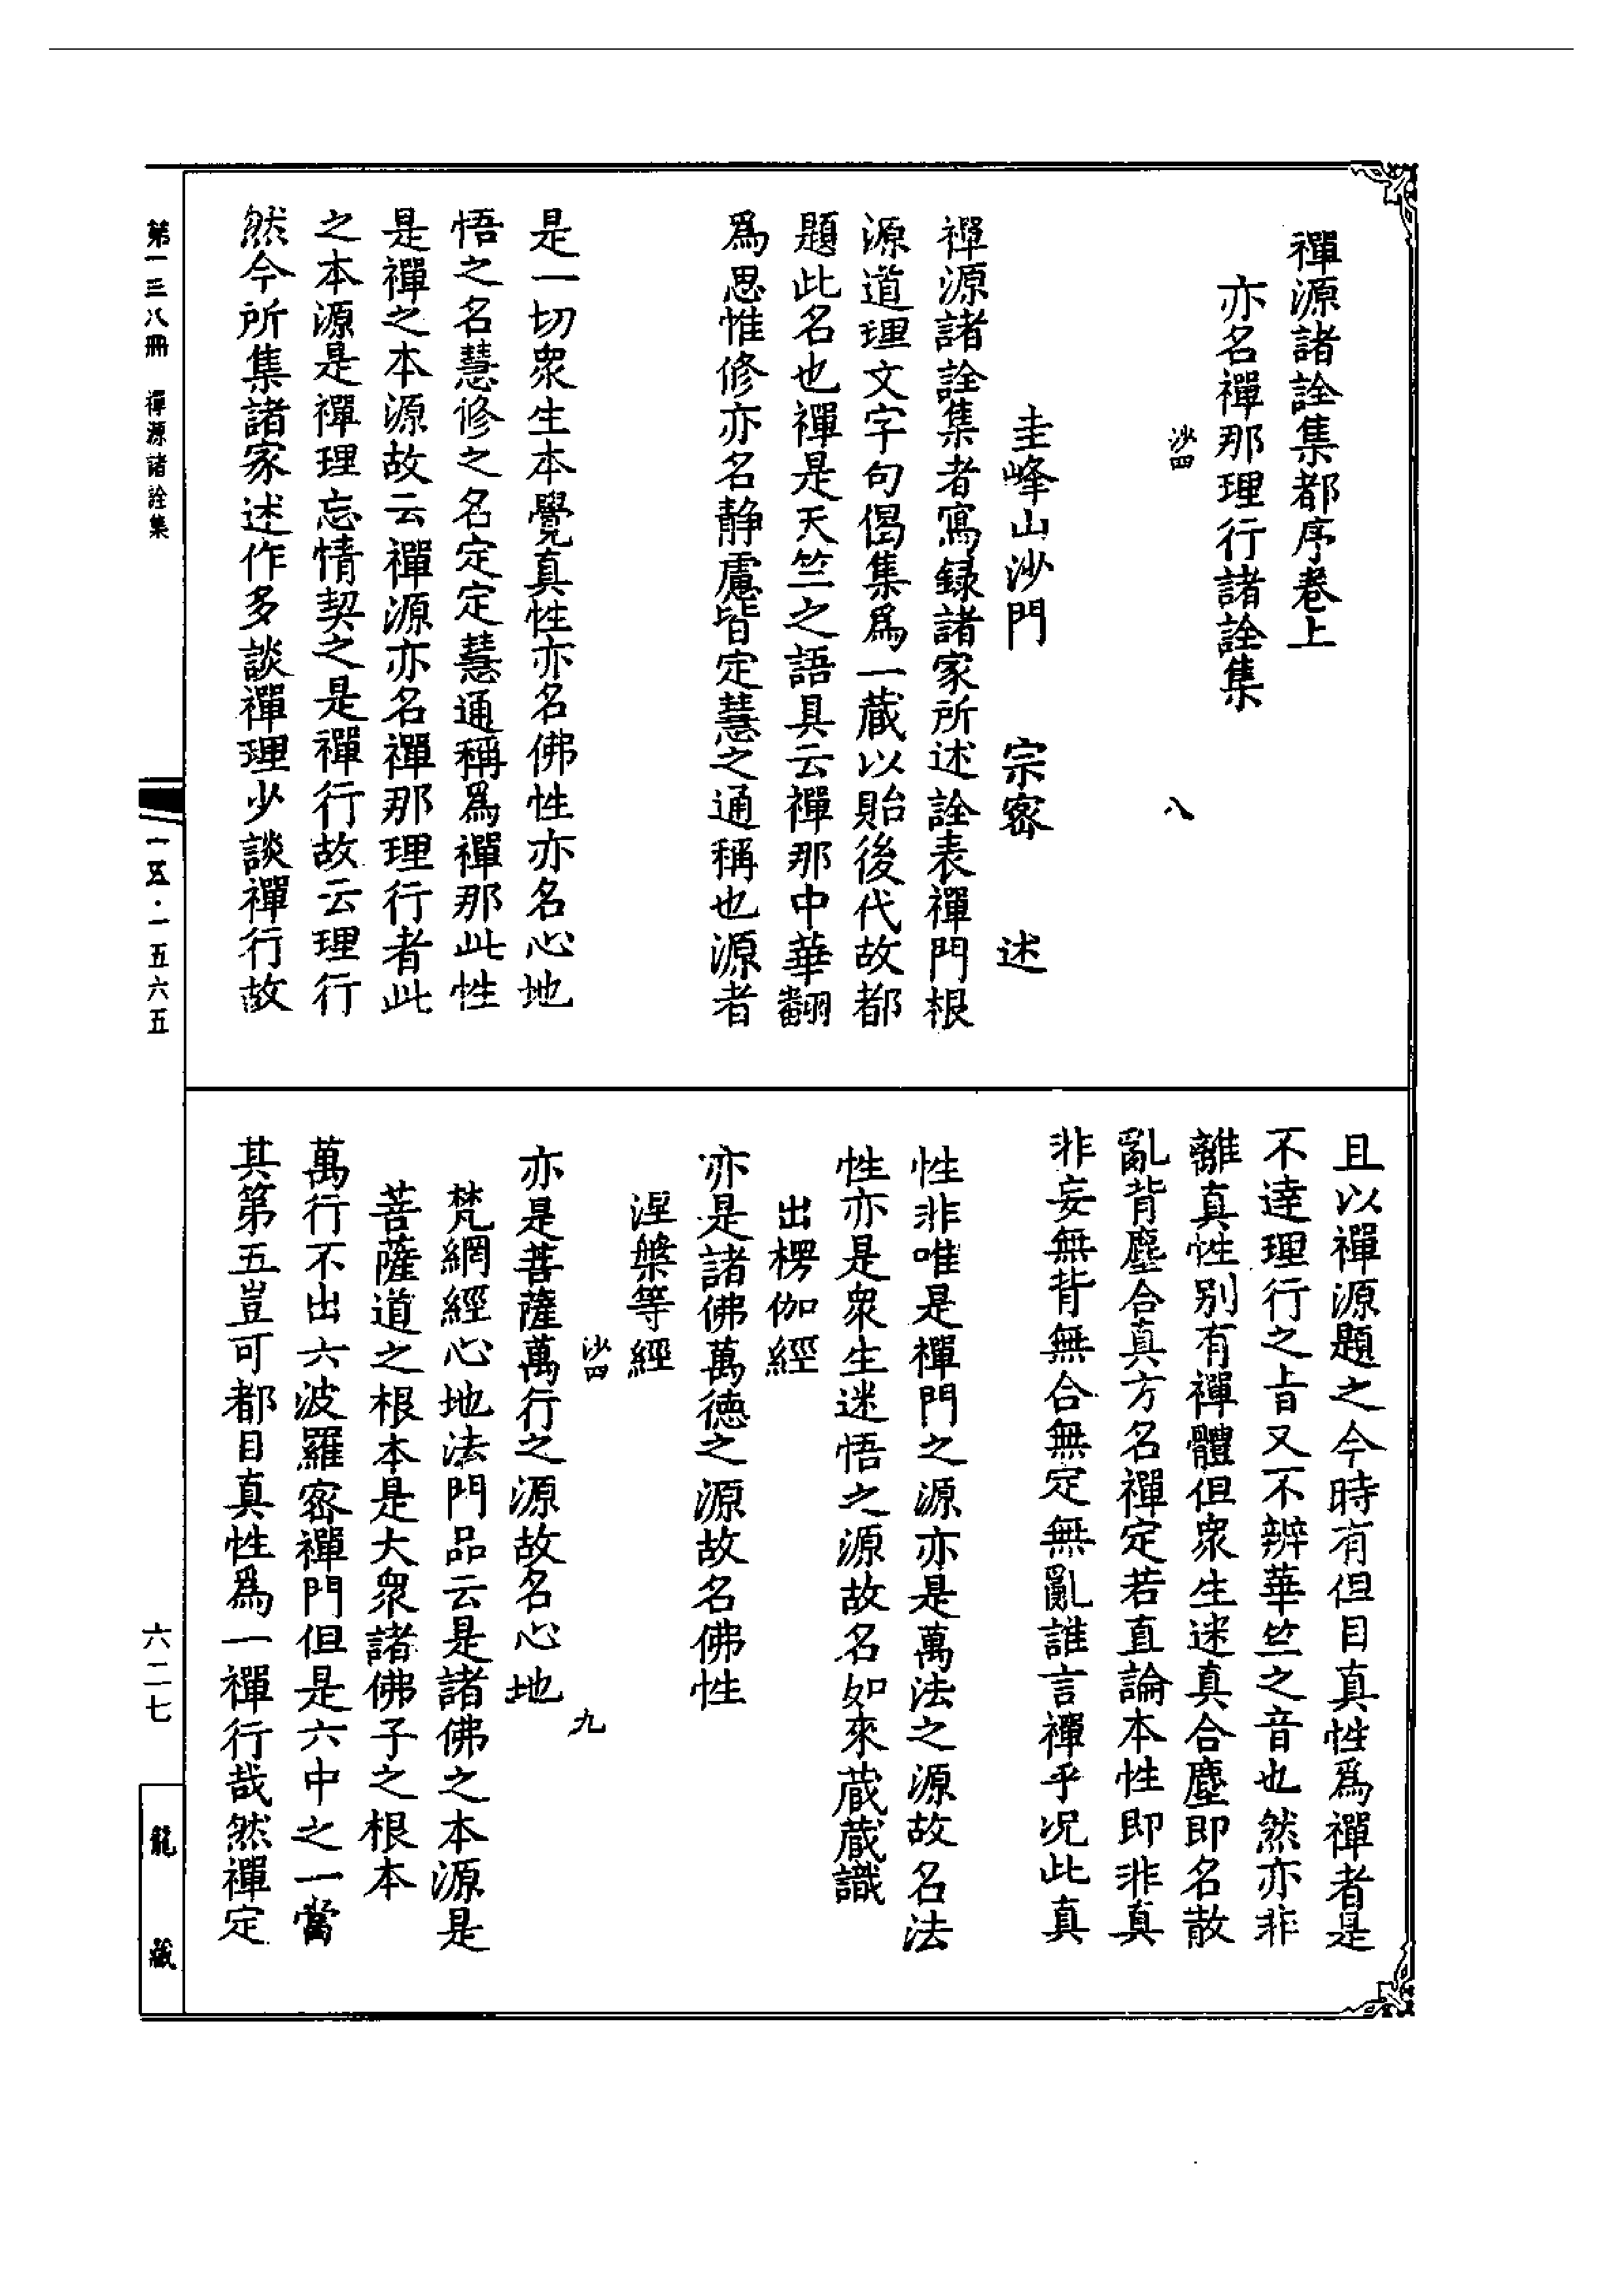 禪源諸詮集都序卷上
亦名禪那理行諸詮集
沙四
八
圭峰山沙門 宗密 述
禪源諸詮集者寫録諸家所述詮表禪門根
源道理文字句偈集爲一蔵以貽後代故都
題此名也禪是天竺之語具云禪那中華翻
爲思惟修亦名静慮皆定慧之通稱也源者
是一切衆生本覺真性亦名佛性亦名心地
悟之名慧修之名定定慧通稱爲禪那此性
是禪之本源故云禪源亦名禪那理行者此
之本源是禪理忘情契之是禪行故云理行
然今所集諸家述作多談禪理少談禪行故
且以禪源題之今時有但目真性爲禪者是
不達理行之旨又不辨華竺之音也然亦非
離真性別有禪體但衆生迷真合塵即名散
亂背塵合真方名禪定若直論本性即非真
非妄無背無合無定無亂誰言禪乎况此真
性非唯是禪門之源亦是萬法之源故名法
性亦是衆生迷悟之源故名如來蔵蔵識
出楞伽經
亦是諸佛萬德之源故名佛性
涅槃等經
沙四
九
亦是菩薩萬行之源故名心地
梵網經心地法門品云是諸佛之本源是
菩薩道之根本是大衆諸佛子之根本
萬行不出六波羅密禪門但是六中之一當
其第五豈可都目真性爲一禪行哉然禪定
第一三八冊 禪源諸詮集
一五·一五六五
六二七
龍藏